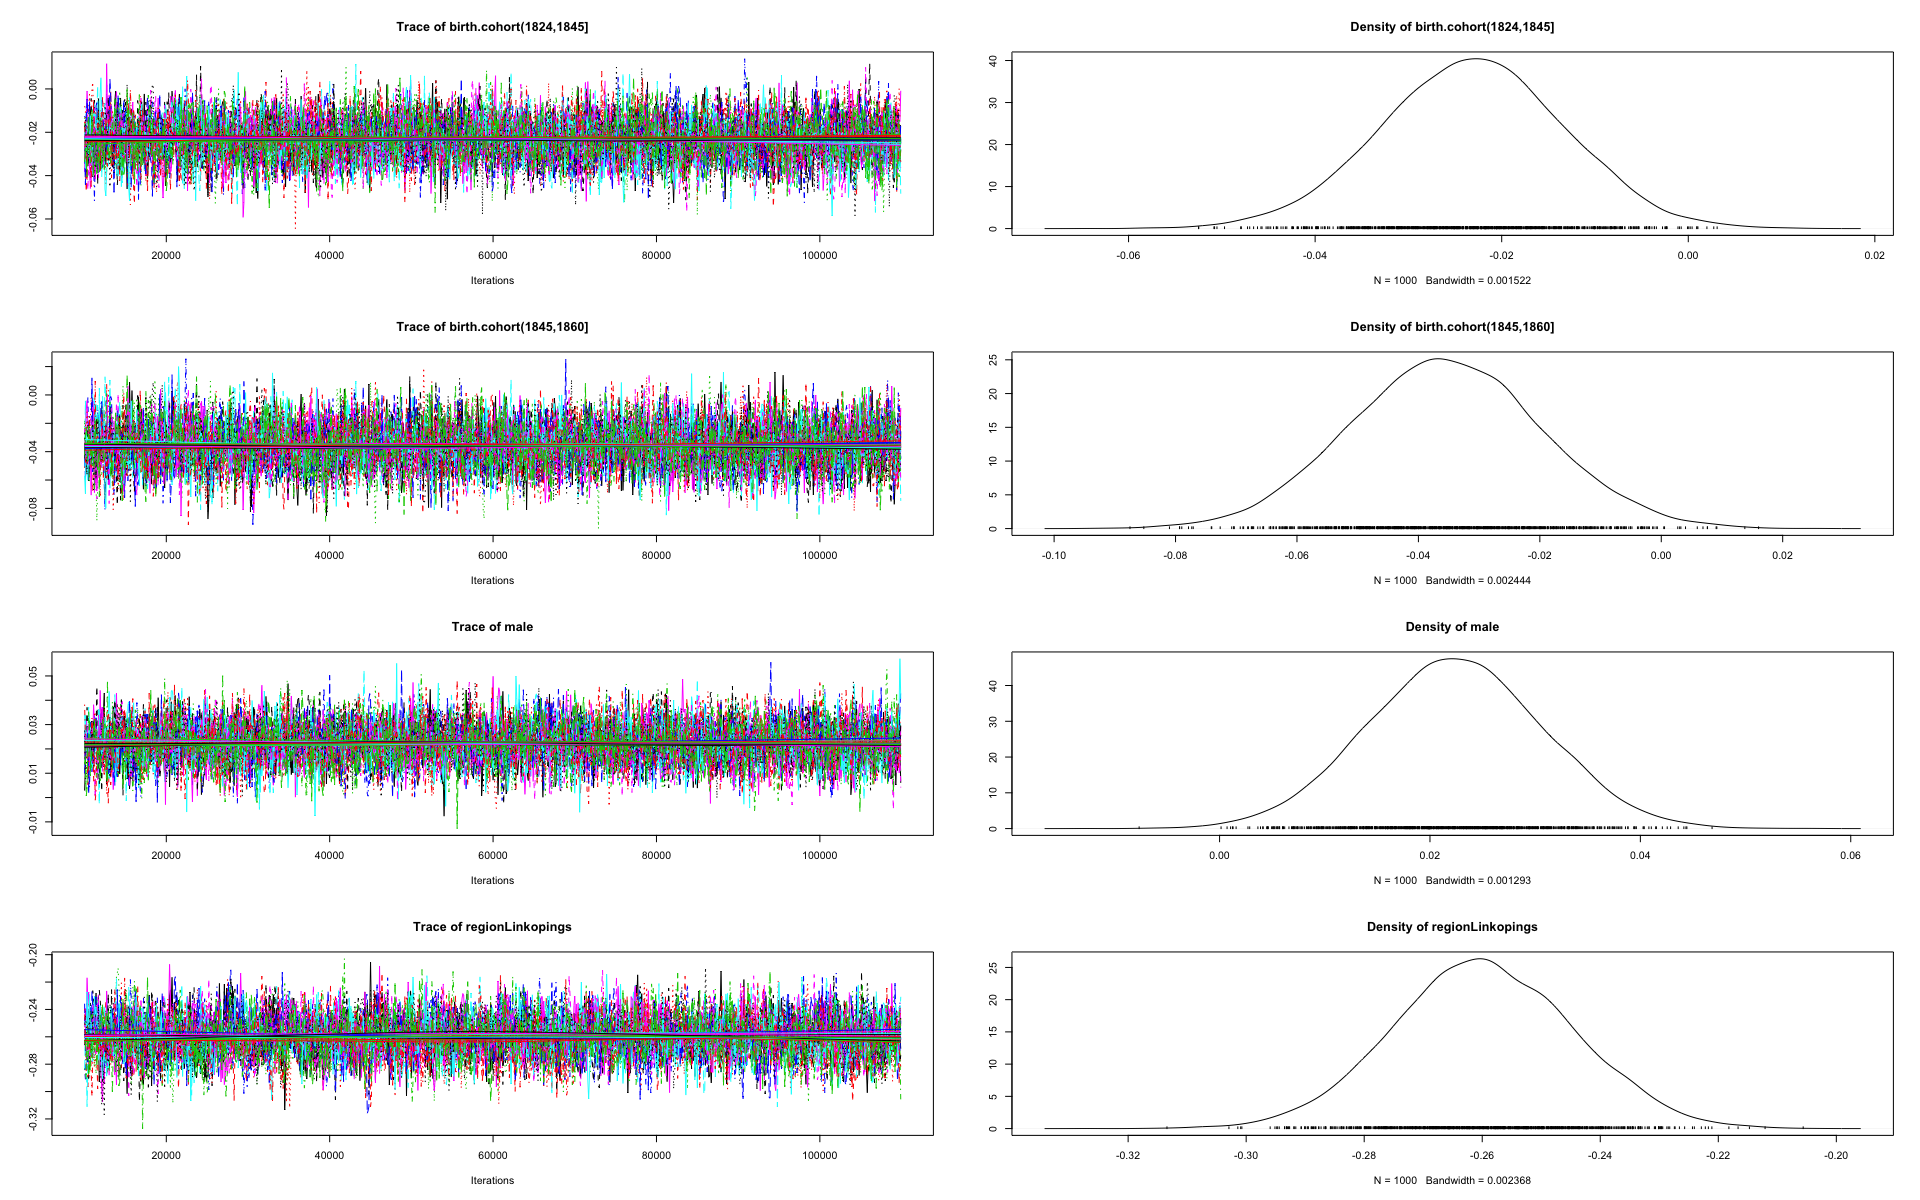 Trace of birth.cohort(1824,1845]
0.00
-0.02
-0.04
-0.06
20000 40000 60000 80000 100000
Iterations
Density of birth.cohort(1824,1845]
40
30
20
10
0
-0.06 -0.04 -0.02 0.00 0.02
N = 1000 Bandwidth = 0.001522
Trace of birth.cohort(1845,1860]
0.00
-0.04
-0.08
20000 40000 60000 80000 100000
Iterations
Density of birth.cohort(1845,1860]
25
20
15
10
5
0
-0.10 -0.08 -0.06 -0.04 -0.02 0.00 0.02
N = 1000 Bandwidth = 0.002444
Trace of male
0.05
0.03
0.01
-0.01
20000 40000 60000 80000 100000
Iterations
Density of male
40
30
20
10
0
0.00 0.02 0.04 0.06
N = 1000 Bandwidth = 0.001293
Trace of regionLinkopings
-0.20
-0.24
-0.28
-0.32
20000 40000 60000 80000 100000
Iterations
Density of regionLinkopings
25
20
15
10
5
0
-0.32 -0.30 -0.28 -0.26 -0.24 -0.22 -0.20
N = 1000 Bandwidth = 0.002368